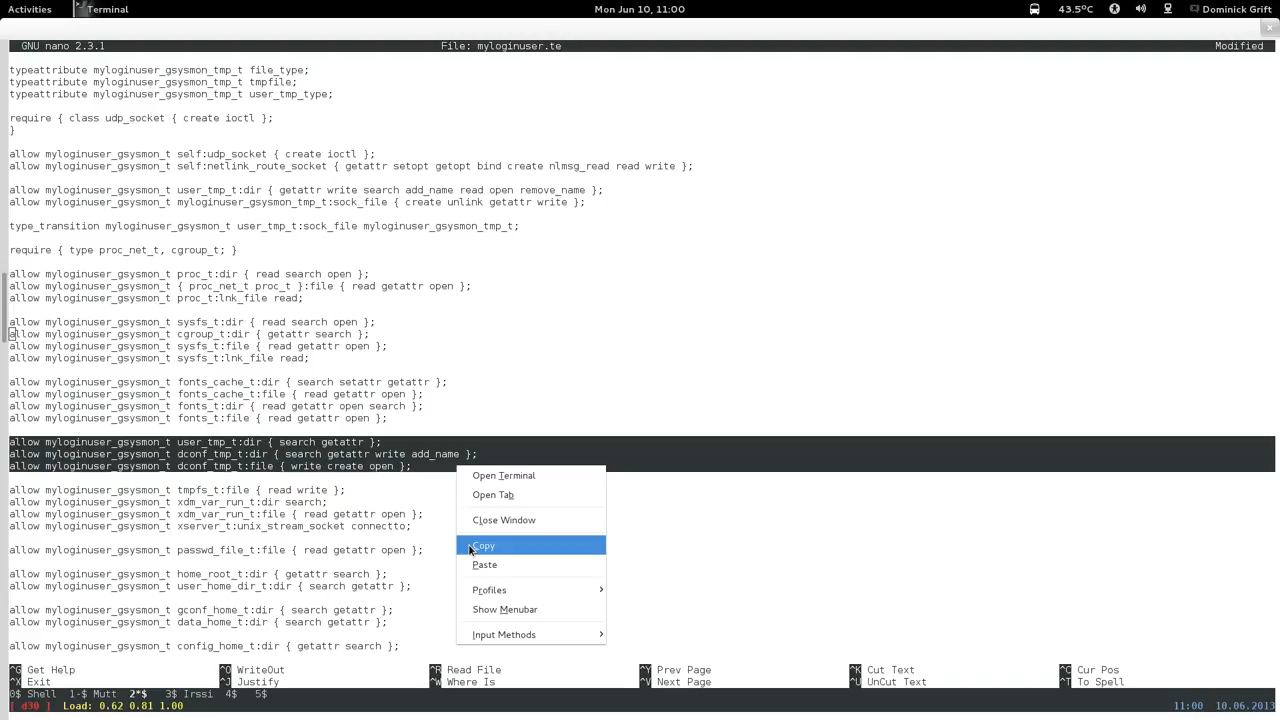 Activities Terminal Mon Jun 10, 11:00 43.5°C Dominick Grift
GNU nano 2.3.1 File: myloginuser.te Modified
typeattribute myloginuser_gsysmon_tmp_t file_type;
typeattribute myloginuser_gsysmon_tmp_t tmpfile;
typeattribute myloginuser_gsysmon_tmp_t user_tmp_type;
require { class udp_socket { create ioctl };
}
allow myloginuser_gsysmon_t self:udp_socket { create ioctl };
allow myloginuser_gsysmon_t self:netlink_route_socket { getattr setopt getopt bind create nlmsg_read read write };
allow myloginuser_gsysmon_t user_tmp_t:dir { getattr write search add_name read open remove_name };
allow myloginuser_gsysmon_t myloginuser_gsysmon_tmp_t:sock_file { create unlink getattr write };
type_transition myloginuser_gsysmon_t user_tmp_t:sock_file myloginuser_gsysmon_tmp_t;
require { type proc_net_t, cgroup_t; }
allow myloginuser_gsysmon_t proc_t:dir { read search open };
allow myloginuser_gsysmon_t { proc_net_t proc_t }:file { read getattr open };
allow myloginuser_gsysmon_t proc_t:lnk_file read;
allow myloginuser_gsysmon_t sysfs_t:dir { read search open };
allow myloginuser_gsysmon_t cgroup_t:dir { getattr search };
allow myloginuser_gsysmon_t sysfs_t:file { read getattr open };
allow myloginuser_gsysmon_t sysfs_t:lnk_file read;
allow myloginuser_gsysmon_t fonts_cache_t:dir { search setattr getattr };
allow myloginuser_gsysmon_t fonts_cache_t:file { read getattr open };
allow myloginuser_gsysmon_t fonts_t:dir { read getattr open search };
allow myloginuser_gsysmon_t fonts_t:file { read getattr open };
allow myloginuser_gsysmon_t user_tmp_t:dir { search getattr };
allow myloginuser_gsysmon_t dconf_tmp_t:dir { search getattr write add_name };
allow myloginuser_gsysmon_t dconf_tmp_t:file { write create open };
allow myloginuser_gsysmon_t tmpfs_t:file { read write };
allow myloginuser_gsysmon_t xdm_var_run_t:dir search;
allow myloginuser_gsysmon_t xdm_var_run_t:file { read getattr open };
allow myloginuser_gsysmon_t xserver_t:unix_stream_socket connectto;
allow myloginuser_gsysmon_t passwd_file_t:file { read getattr open };
allow myloginuser_gsysmon_t home_root_t:dir { search getattr };
allow myloginuser_gsysmon_t user_home_dir_t:dir { search getattr };
allow myloginuser_gsysmon_t gconf_home_t:dir { search getattr };
allow myloginuser_gsysmon_t data_home_t:dir { search getattr };
allow myloginuser_gsysmon_t config_home_t:dir { getattr search };
Open Terminal
Open Tab
Close Window
Copy
Paste
Profiles
Show Menubar
Input Methods
^G Get Help ^O WriteOut ^R Read File ^Y Prev Page ^K Cut Text ^C Cur Pos
^X Exit ^J Justify ^W Where Is ^V Next Page ^U UnCut Text ^T To Spell
0$ Shell 1-$ Mutt 2*$ 3$ Irssi 4$ 5$
[ d30 ] Load: 0.62 0.81 1.00 11:00 10.06.2013